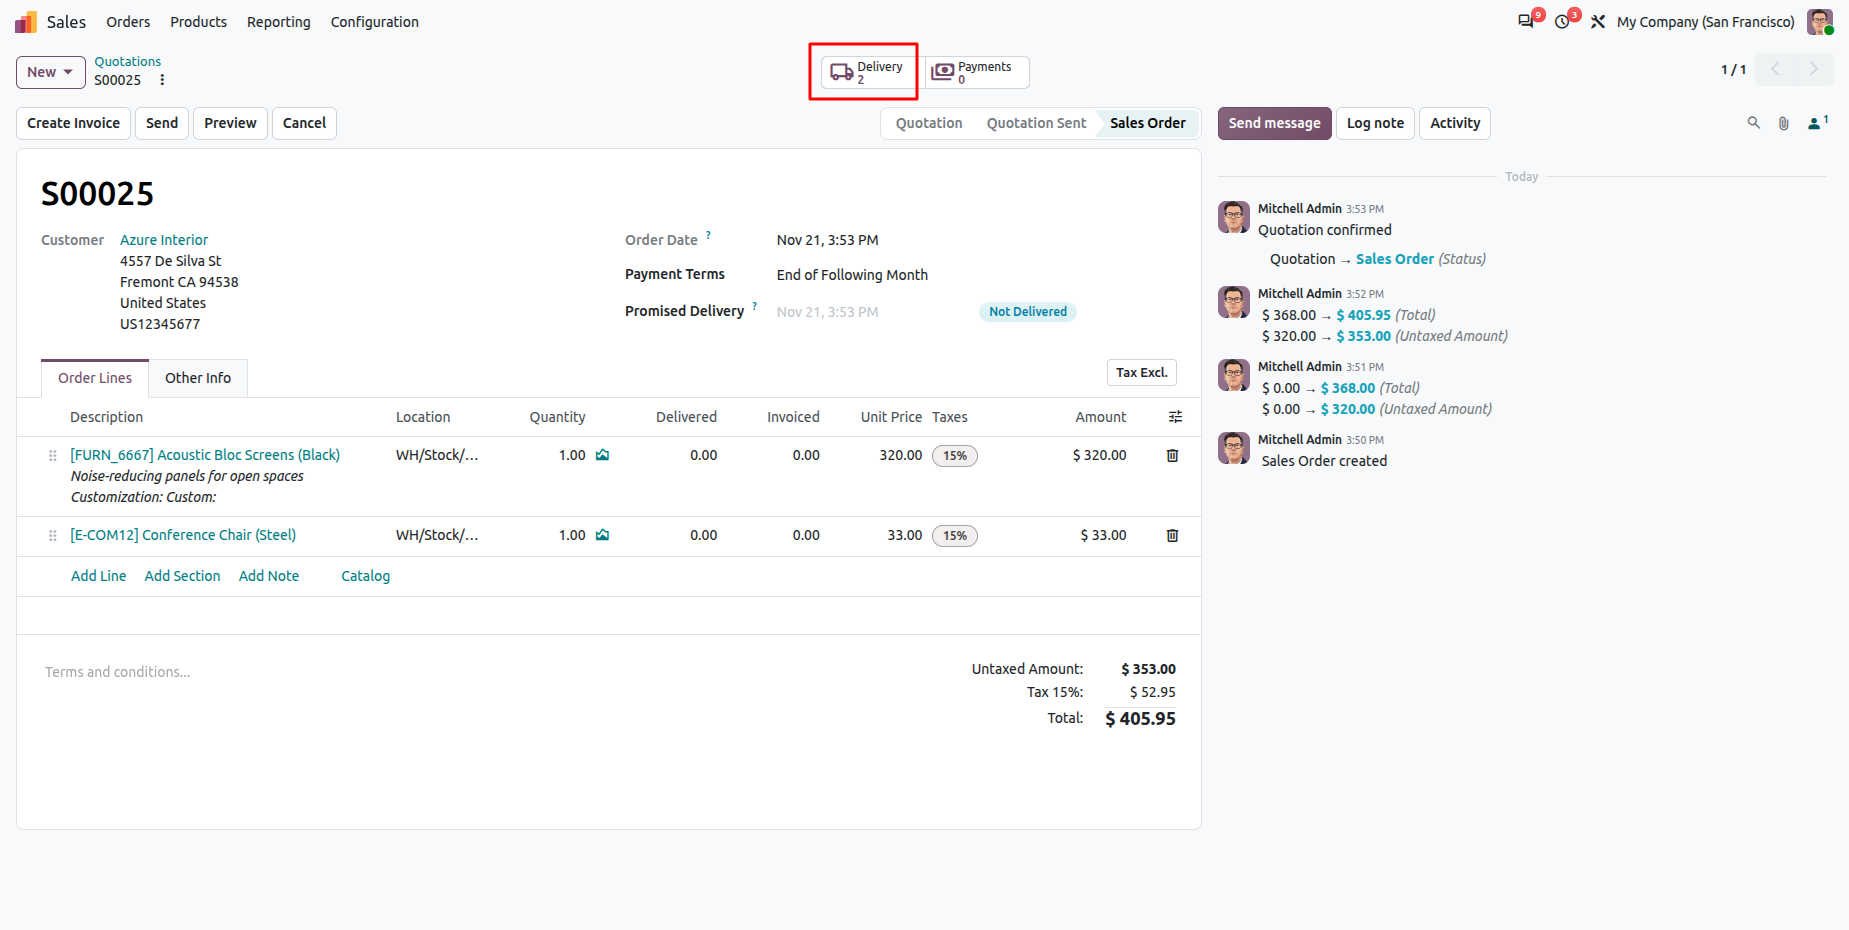 Sales Orders Products Reporting Configuration
9 3 My Company (San Francisco)
New Quotations
S00025
Delivery
2
Payments
0
1 / 1
Create Invoice Send Preview Cancel
Quotation Quotation Sent Sales Order
Send message Log note Activity
1
S00025
Customer Azure Interior
4557 De Silva St
Fremont CA 94538
United States
US12345677
Order Date ? Nov 21, 3:53 PM
Payment Terms End of Following Month
Promised Delivery ? Nov 21, 3:53 PM Not Delivered
Order Lines Other Info Tax Excl.
Description Location Quantity Delivered Invoiced Unit Price Taxes Amount
[FURN_6667] Acoustic Bloc Screens (Black) WH/Stock/... 1.00 0.00 0.00 320.00 15% $ 320.00
Noise-reducing panels for open spaces
Customization: Custom:
[E-COM12] Conference Chair (Steel) WH/Stock/... 1.00 0.00 0.00 33.00 15% $ 33.00
Add Line Add Section Add Note Catalog
Terms and conditions...
Untaxed Amount: $ 353.00
Tax 15%: $ 52.95
Total: $ 405.95
Today
Mitchell Admin 3:53 PM
Quotation confirmed
Quotation → Sales Order (Status)
Mitchell Admin 3:52 PM
$ 368.00 → $ 405.95 (Total)
$ 320.00 → $ 353.00 (Untaxed Amount)
Mitchell Admin 3:51 PM
$ 0.00 → $ 368.00 (Total)
$ 0.00 → $ 320.00 (Untaxed Amount)
Mitchell Admin 3:50 PM
Sales Order created